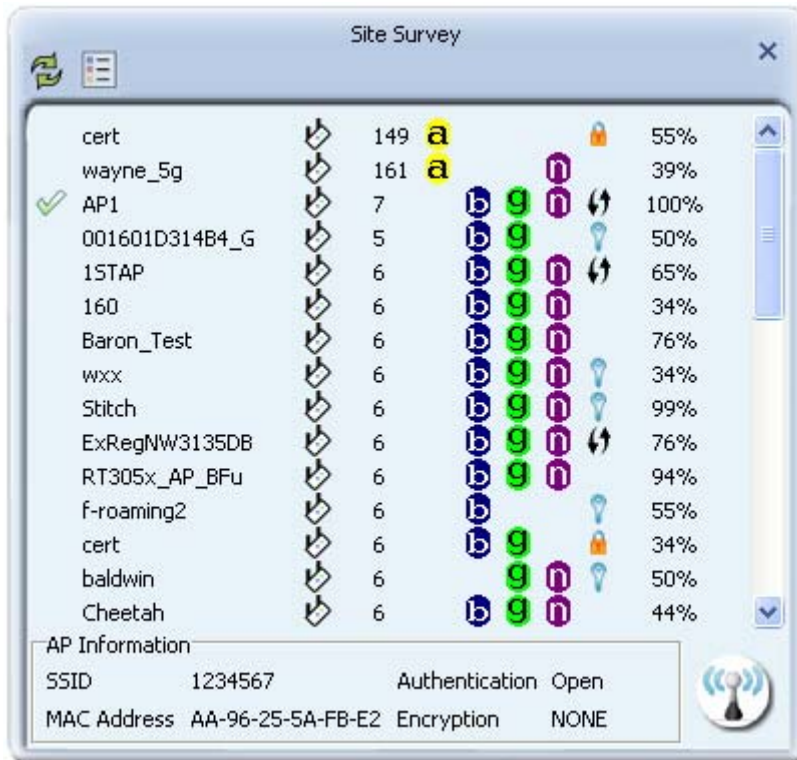 Site Survey
cert 149 a 55%
wayne_5g 161 a n 39%
AP1 7 b g n 100%
001601D314B4_G 5 b g 50%
1STAP 6 b g n 65%
160 6 b g n 34%
Baron_Test 6 b g n 76%
wxx 6 b g n 34%
Stitch 6 b g n 99%
ExRegNW3135DB 6 b g n 76%
RT305x_AP_BFu 6 b g n 94%
f-roaming2 6 b 55%
cert 6 b g 34%
baldwin 6 g n 50%
Cheetah 6 b g n 44%
AP Information
SSID 1234567 Authentication Open
MAC Address AA-96-25-5A-FB-E2 Encryption NONE